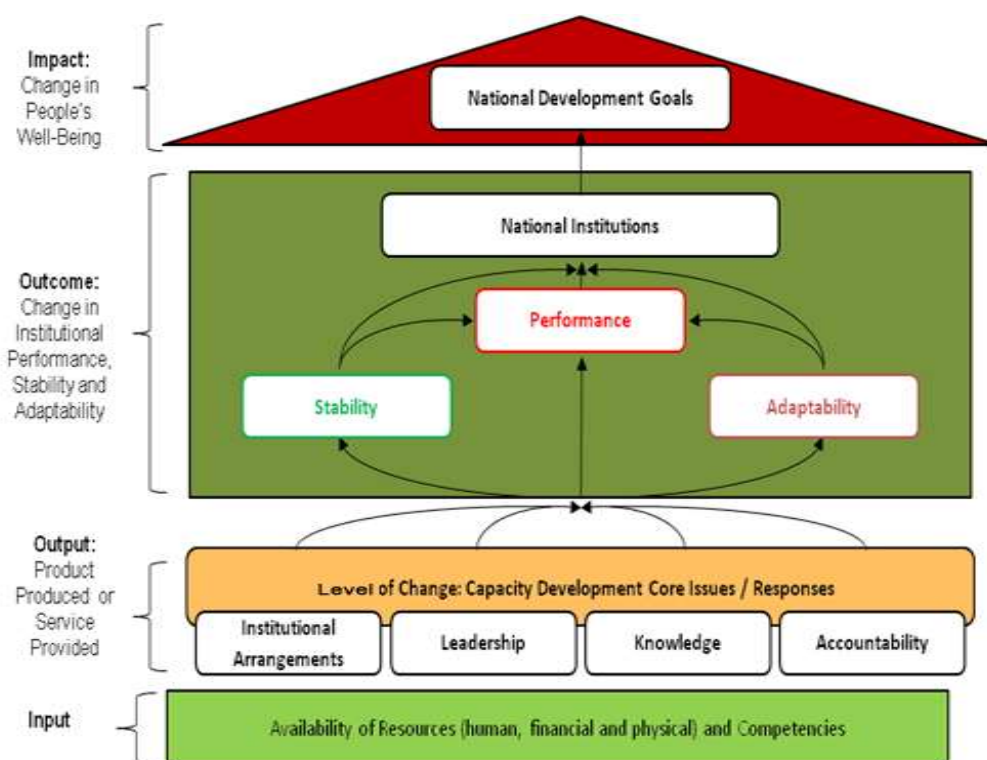 Impact:
Change in
People's
Well-Being
National Development Goals
Outcome:
Change in
Institutional
Performance,
Stability and
Adaptability
National Institutions
Performance
Stability
Adaptability
Output:
Product
Produced or
Service
Provided
Level of Change: Capacity Development Core Issues / Responses
Institutional
Arrangements
Leadership
Knowledge
Accountability
Input
Availability of Resources (human, financial and physical) and Competencies